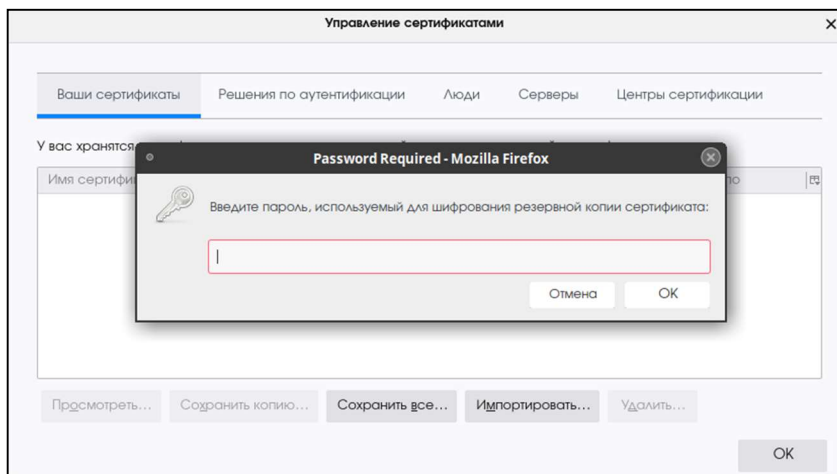 Управление сертификатами
Ваши сертификаты Решения по аутентификации Люди Серверы Центры сертификации
У вас хранятся
Password Required - Mozilla Firefox
Имя
Введите пароль, используемый для шифрования резервной копии сертификата:
Отмена OK
Просмотреть... Сохранить копию... Сохранить все... Импортировать... Удалить...
OK